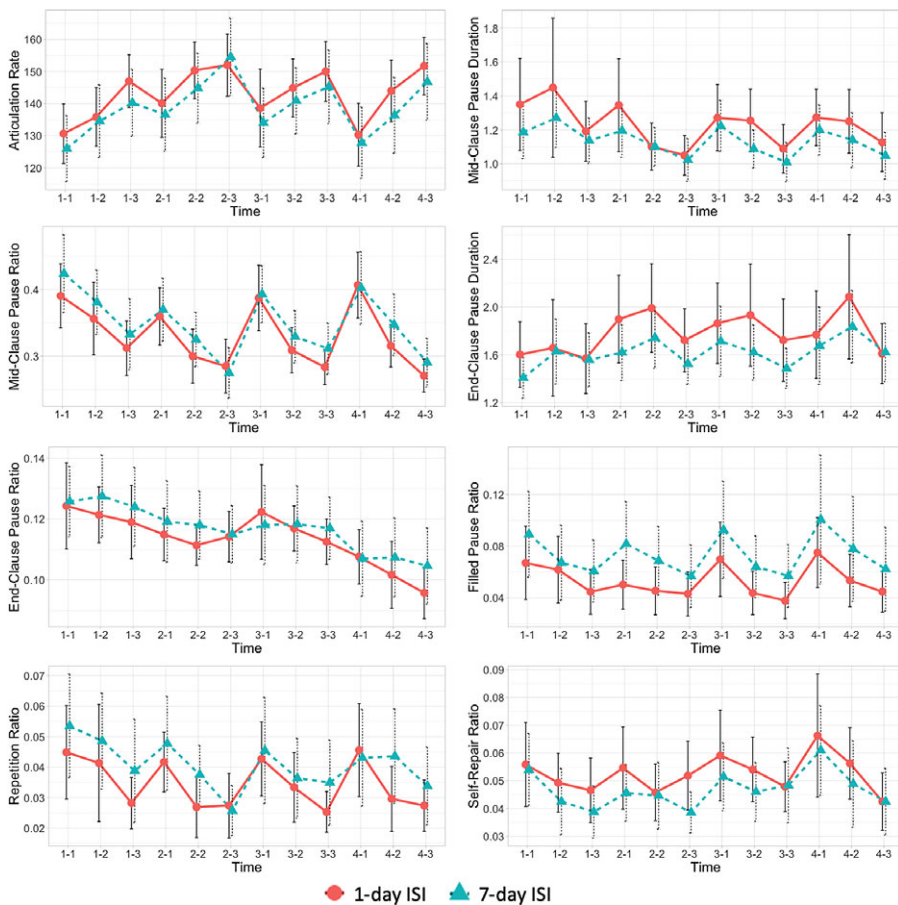 Articulation Rate
160
150
140
130
120
1-1 1-2 1-3 2-1 2-2 2-3 3-1 3-2 3-3 4-1 4-2 4-3
Time
Mid-Clause Pause Duration
1.8
1.6
1.4
1.2
1.0
1-1 1-2 1-3 2-1 2-2 2-3 3-1 3-2 3-3 4-1 4-2 4-3
Time
Mid-Clause Pause Ratio
0.4
0.3
1-1 1-2 1-3 2-1 2-2 2-3 3-1 3-2 3-3 4-1 4-2 4-3
Time
End-Clause Pause Duration
2.4
2.0
1.6
1.2
1-1 1-2 1-3 2-1 2-2 2-3 3-1 3-2 3-3 4-1 4-2 4-3
Time
End-Clause Pause Ratio
0.14
0.12
0.10
1-1 1-2 1-3 2-1 2-2 2-3 3-1 3-2 3-3 4-1 4-2 4-3
Time
Filled Pause Ratio
0.12
0.08
0.04
1-1 1-2 1-3 2-1 2-2 2-3 3-1 3-2 3-3 4-1 4-2 4-3
Time
Repetition Ratio
0.07
0.06
0.05
0.04
0.03
0.02
1-1 1-2 1-3 2-1 2-2 2-3 3-1 3-2 3-3 4-1 4-2 4-3
Time
Self-Repair Ratio
0.09
0.08
0.07
0.06
0.05
0.04
0.03
1-1 1-2 1-3 2-1 2-2 2-3 3-1 3-2 3-3 4-1 4-2 4-3
Time
1-day ISI 7-day ISI